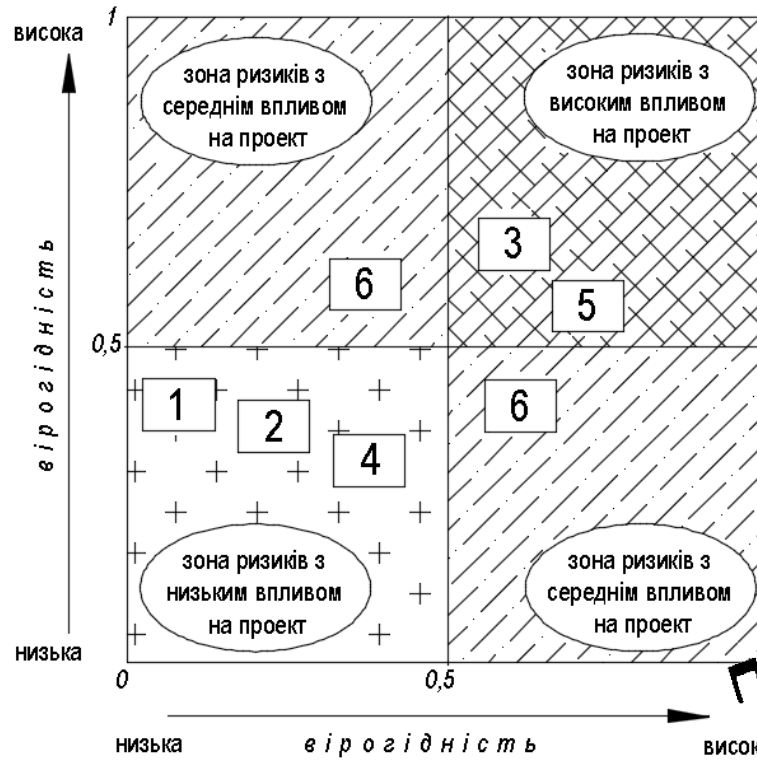 1
висока
зона ризиків з
середнім впливом
на проект
зона ризиків з
високим впливом
на проект
вірогідність
3
6
5
0,5
1
2
4
6
зона ризиків з
низьким впливом
на проект
зона ризиків з
середнім впливом
на проект
низька
0
0,5
П
низька
вірогідність
висок